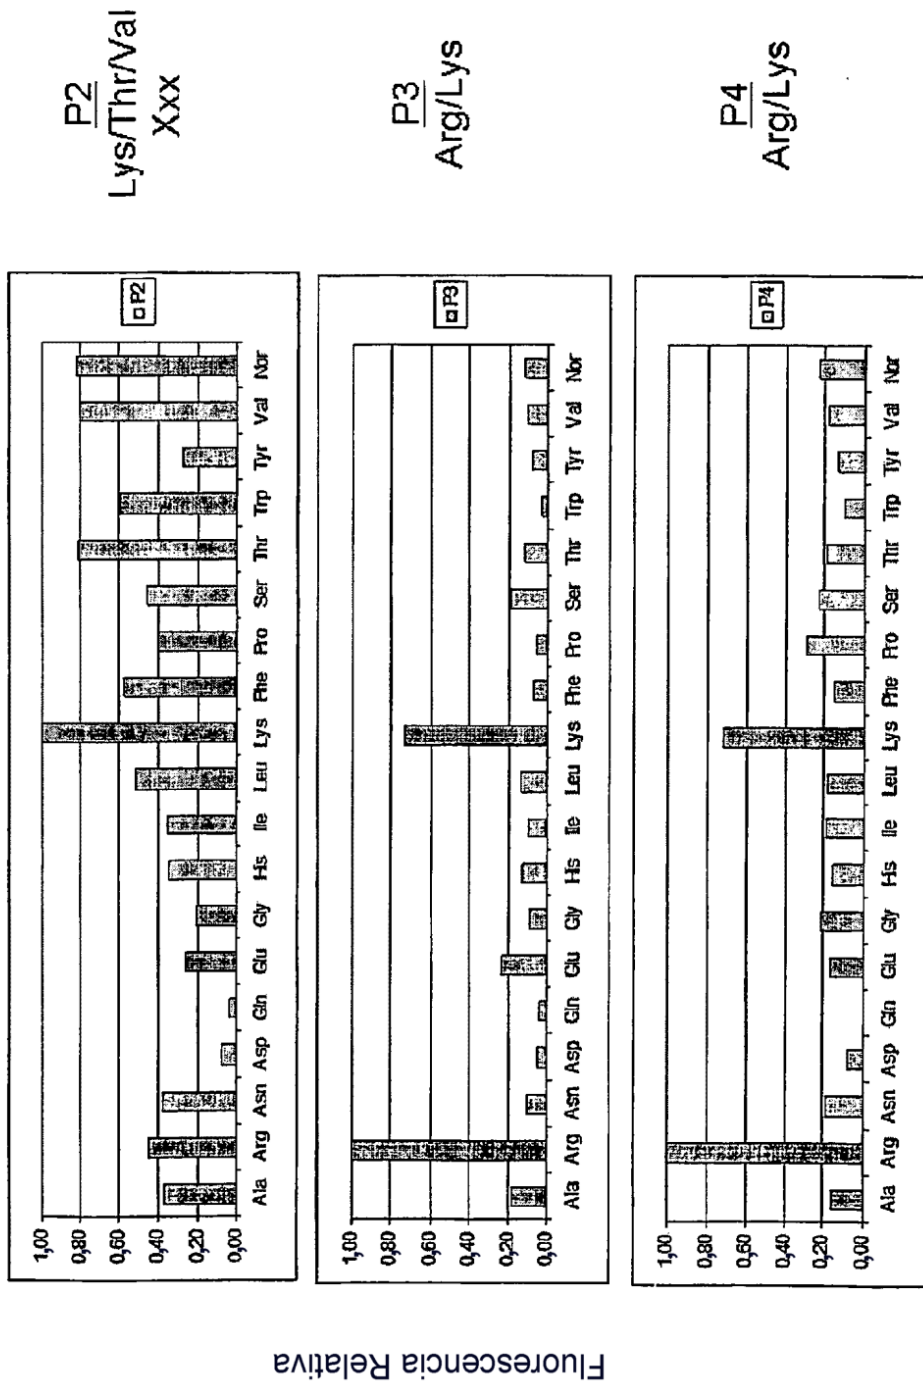 Fluorescencia Relativa
1,00
0,80
0,60
0,40
0,20
0,00
Ala Arg Asn Asp Gln Glu Gly His Ile Leu Lys Phe Pro Ser Thr Trp Tyr Val Nor
P2
P2
Lys/Thr/Val
Xxx
1,00
0,80
0,60
0,40
0,20
0,00
Ala Arg Asn Asp Gln Glu Gly His Ile Leu Lys Phe Pro Ser Thr Trp Tyr Val Nor
P3
P3
Arg/Lys
1,00
0,80
0,60
0,40
0,20
0,00
Ala Arg Asn Asp Gln Glu Gly His Ile Leu Lys Phe Pro Ser Thr Trp Tyr Val Nor
P4
P4
Arg/Lys